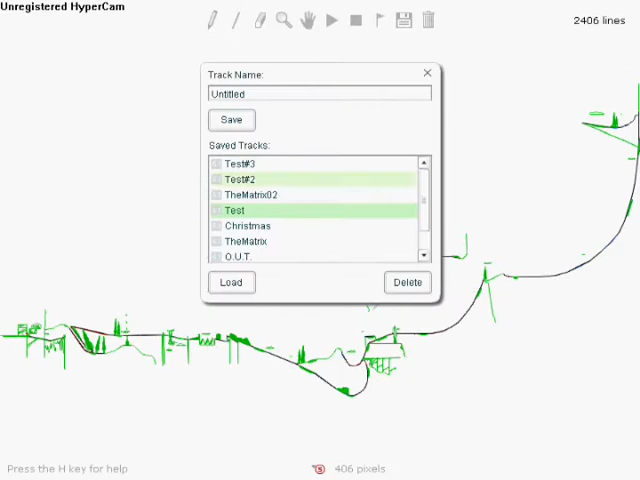 Unregistered HyperCam
2406 lines
Track Name:
Untitled
Save
Saved Tracks:
Test#3
Test#2
TheMatrix02
Test
Christmas
TheMatrix
O.U.T.
Load
Delete
Press the H key for help
406 pixels